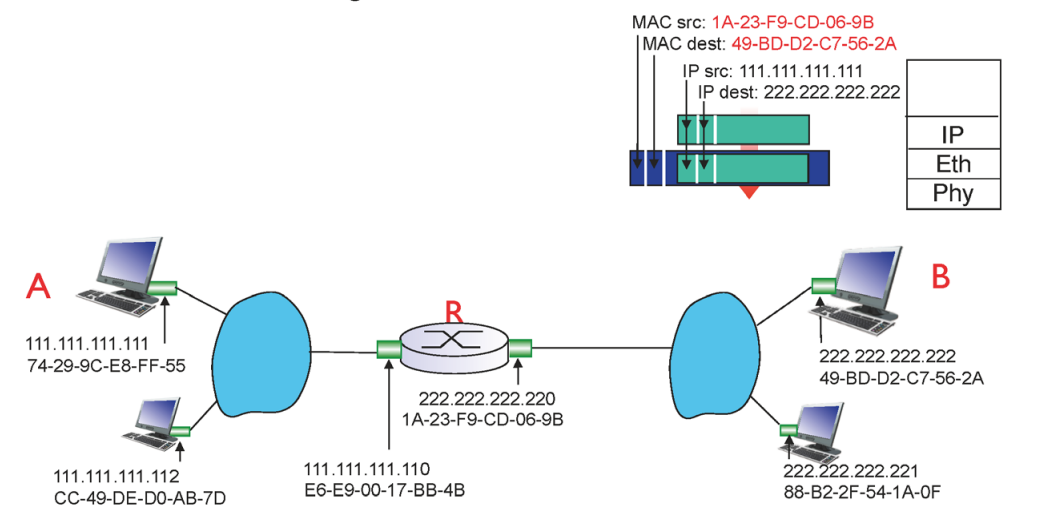 MAC src: 1A-23-F9-CD-06-9B
MAC dest: 49-BD-D2-C7-56-2A
IP src: 111.111.111.111
IP dest: 222.222.222.222
IP
Eth
Phy
A
R
B
111.111.111.111
74-29-9C-E8-FF-55
222.222.222.222
49-BD-D2-C7-56-2A
222.222.222.220
1A-23-F9-CD-06-9B
111.111.111.112
CC-49-DE-D0-AB-7D
111.111.111.110
E6-E9-00-17-BB-4B
222.222.222.221
88-B2-2F-54-1A-0F